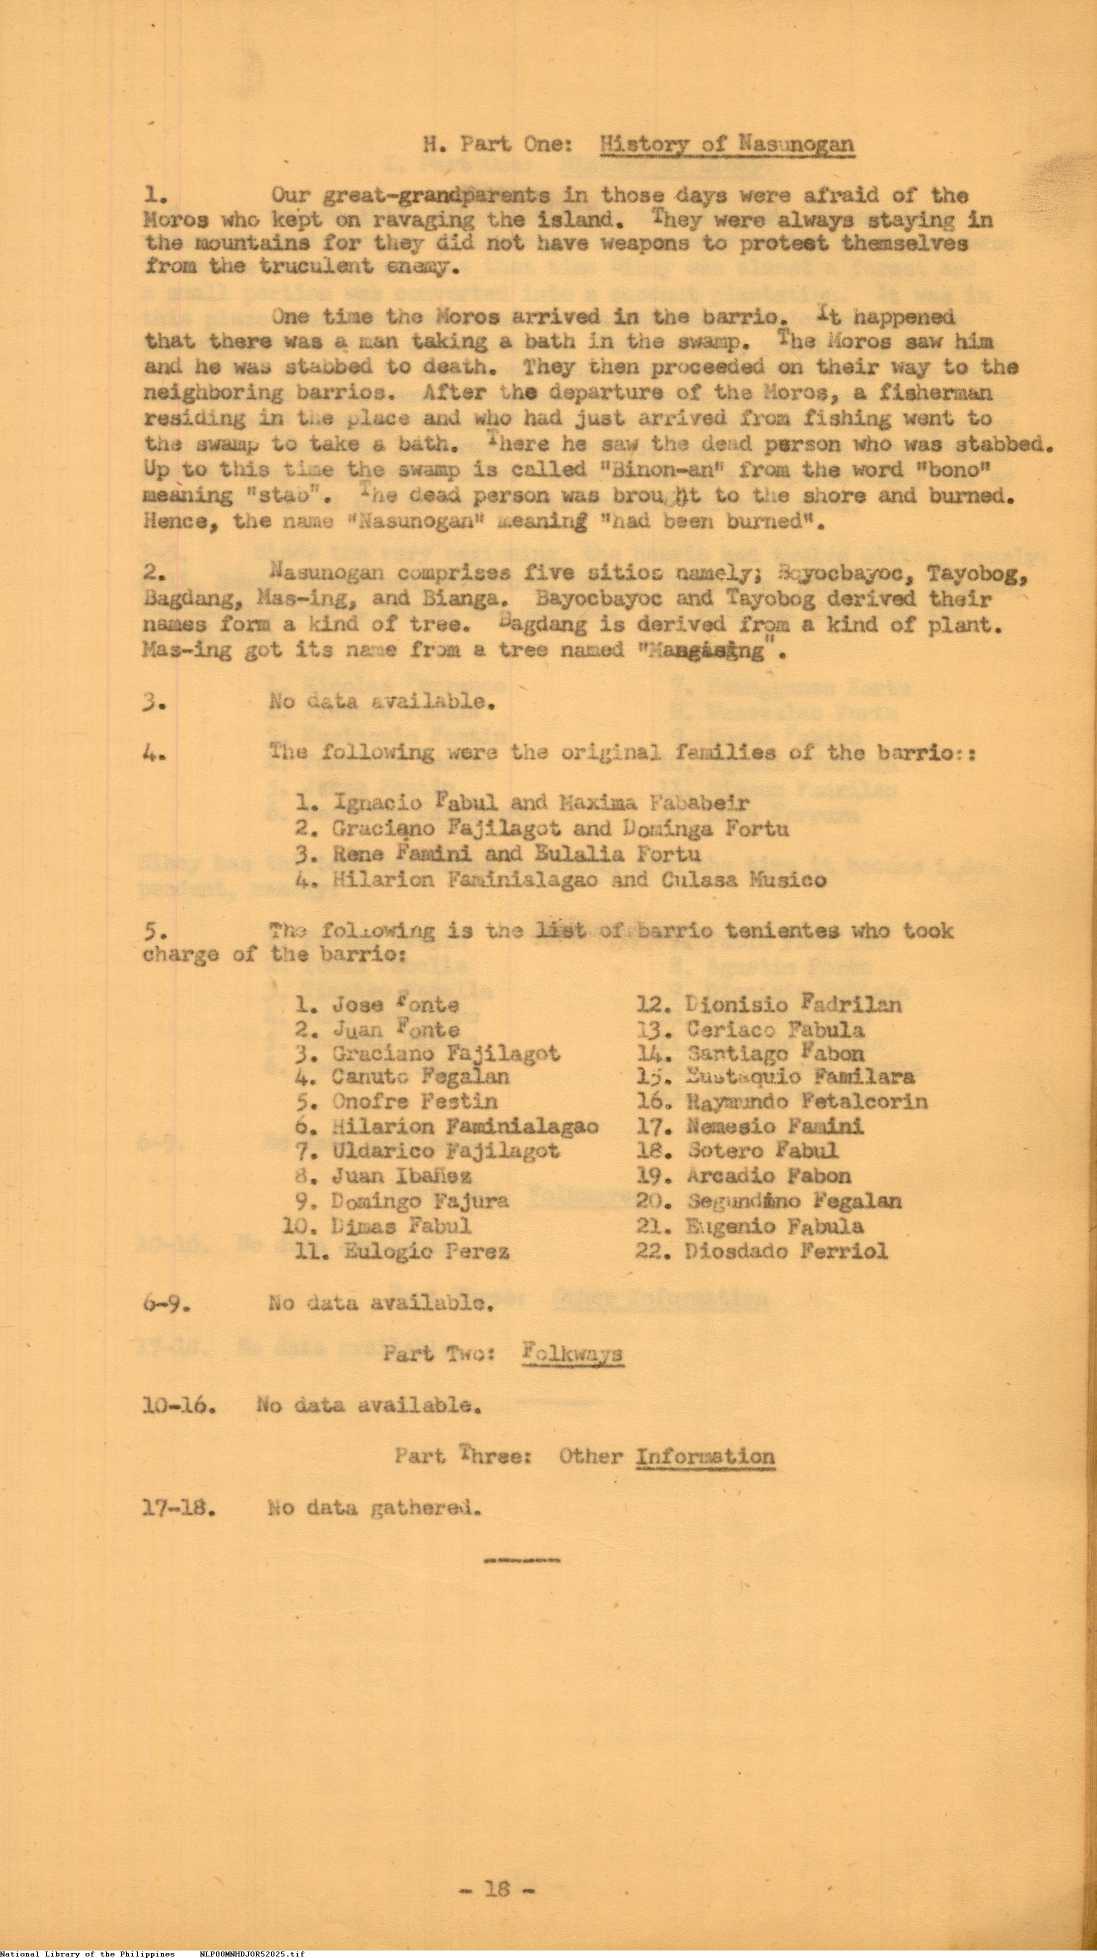 H. Part One: History of Nasunogan
1. Our great-grandparents in those days were afraid of the
Moros who kept on ravaging the island. They were always staying in
the mountains for they did not have weapons to protest themselves
from the truculent enemy.
One time the Moros arrived in the barrio. It happened
that there was a man taking a bath in the swamp. The Moros saw him
and he was stabbed to death. They then proceeded on their way to the
neighboring barrios. After the departure of the Moros, a fisherman
residing in the place and who had just arrived from fishing went to
the swamp to take a bath. There he saw the dead person who was stabbed.
Up to this time the swamp is called "Binon-an" from the word "bono"
meaning "stab". The dead person was brought to the shore and burned.
Hence, the name "Nasunogan" meaning "had been burned".
2. Nasunogan comprises five sitios namely; Bayocbayoc, Tayobog,
Bagdang, Mas-ing, and Bianga. Bayocbayoc and Tayobog derived their
names form a kind of tree. Bagdang is derived from a kind of plant.
Mas-ing got its name from a tree named "Mangasing".
3. No data available.
4. The following were the original families of the barrio::
1. Ignacio Fabul and Maxima Fababeir
2. Graciano Fajilagot and Dominga Fortu
3. Rene Famini and Eulalia Fortu
4. Hilarion Faminialagao and Culasa Musico
5. The following is the list of barrio tenientes who took
charge of the barrio:
1. Jose Fonte
2. Juan Fonte
3. Graciano Fajilagot
4. Canuto Fegalan
5. Onofre Festin
6. Hilarion Faminialagao
7. Uldarico Fajilagot
8. Juan Ibañez
9. Domingo Fajura
10. Dimas Fabul
11. Eulogio Perez
12. Dionisio Fadrilan
13. Ceriaco Fabula
14. Santiago Fabon
15. Eustaquio Familara
16. Raymundo Fetalcorin
17. Nemesio Famini
18. Sotero Fabul
19. Arcadio Fabon
20. Segundino Fegalan
21. Eugenio Fabula
22. Diosdado Ferriol
6-9. No data available.
Part Two: Folkways
10-16. No data available.
Part Three: Other Information
17-18. No data gathered.
- 18 -
National Library of the Philippines NLP00MNHDJOR52025.tif